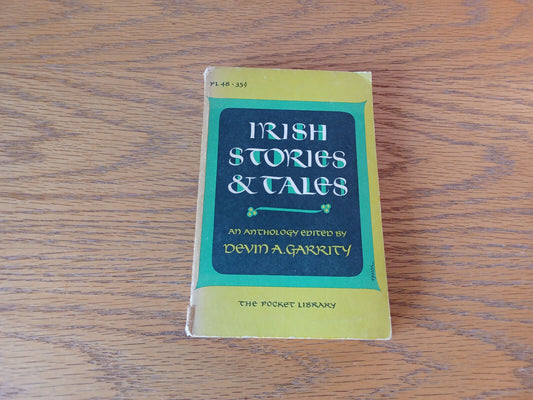 PL 48 · 35¢
IRISH
STORIES
& TALES
AN ANTHOLOGY EDITED BY
DEVIN A. GARRITY
THE POCKET LIBRARY